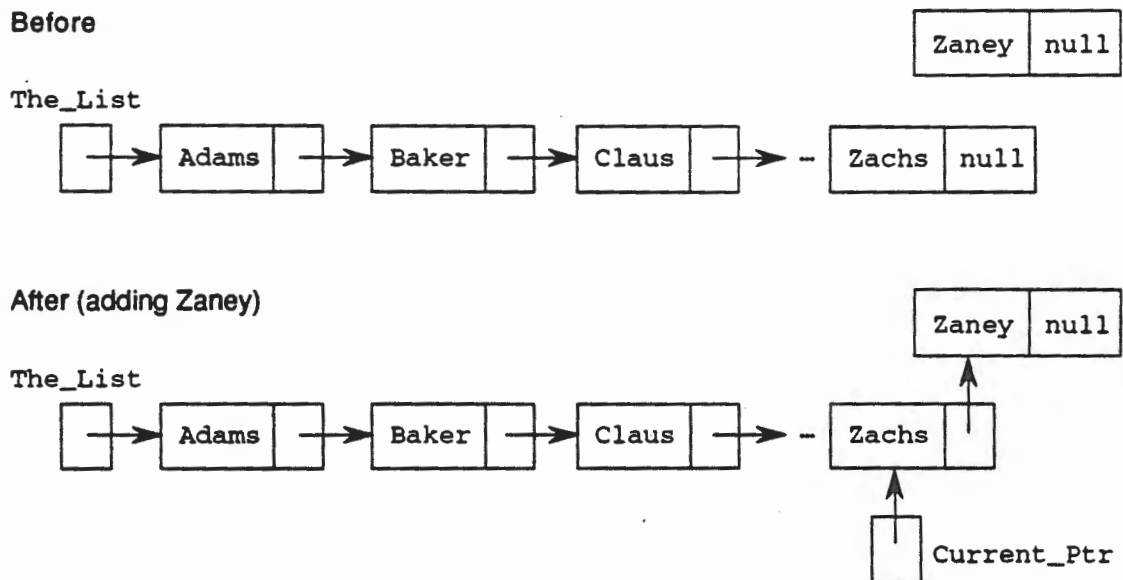 Before
Zaney null
The_List
Adams Baker Claus … Zachs null
After (adding Zaney)
Zaney null
The_List
Adams Baker Claus … Zachs
Current_Ptr